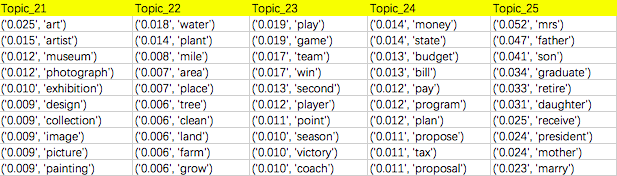 Topic_21 Topic_22 Topic_23 Topic_24 Topic_25
('0.025', 'art') ('0.018', 'water') ('0.019', 'play') ('0.014', 'money') ('0.052', 'mrs')
('0.015', 'artist') ('0.014', 'plant') ('0.019', 'game') ('0.014', 'state') ('0.047', 'father')
('0.012', 'museum') ('0.008', 'mile') ('0.017', 'team') ('0.013', 'budget') ('0.041', 'son')
('0.012', 'photograph') ('0.007', 'area') ('0.017', 'win') ('0.013', 'bill') ('0.034', 'graduate')
('0.010', 'exhibition') ('0.007', 'place') ('0.013', 'second') ('0.012', 'pay') ('0.033', 'retire')
('0.009', 'design') ('0.006', 'tree') ('0.012', 'player') ('0.012', 'program') ('0.031', 'daughter')
('0.009', 'collection') ('0.006', 'clean') ('0.011', 'point') ('0.012', 'plan') ('0.025', 'receive')
('0.009', 'image') ('0.006', 'land') ('0.010', 'season') ('0.011', 'propose') ('0.024', 'president')
('0.009', 'picture') ('0.006', 'farm') ('0.010', 'victory') ('0.011', 'tax') ('0.024', 'mother')
('0.009', 'painting') ('0.006', 'grow') ('0.010', 'coach') ('0.011', 'proposal') ('0.023', 'marry')